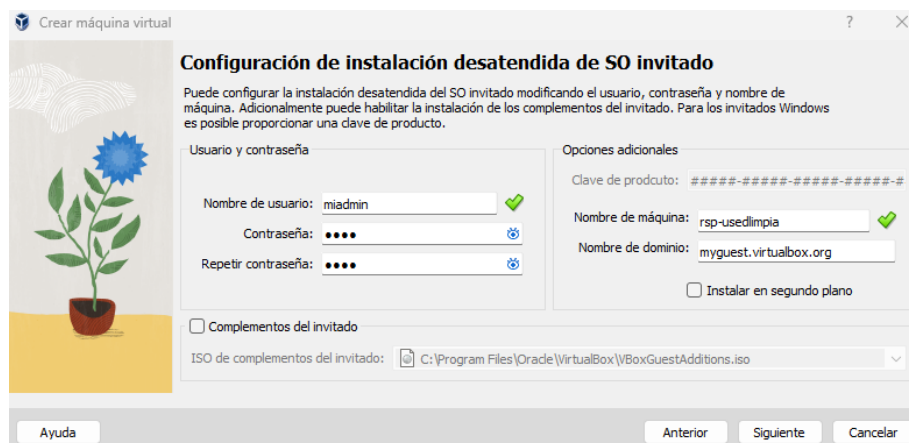 Crear máquina virtual
?
Configuración de instalación desatendida de SO invitado
Puede configurar la instalación desatendida del SO invitado modificando el usuario, contraseña y nombre de
máquina. Adicionalmente puede habilitar la instalación de los complementos del invitado. Para los invitados Windows
es posible proporcionar una clave de producto.
Usuario y contraseña
Nombre de usuario: miadmin
Contraseña: ●●●●
Repetir contraseña: ●●●●
Opciones adicionales
Clave de prodcuto: #####-#####-#####-#####-#
Nombre de máquina: rsp-usedlimpia
Nombre de dominio: myguest.virtualbox.org
Instalar en segundo plano
Complementos del invitado
ISO de complementos del invitado: C:\Program Files\Oracle\VirtualBox\VBoxGuestAdditions.iso
Ayuda
Anterior
Siguiente
Cancelar